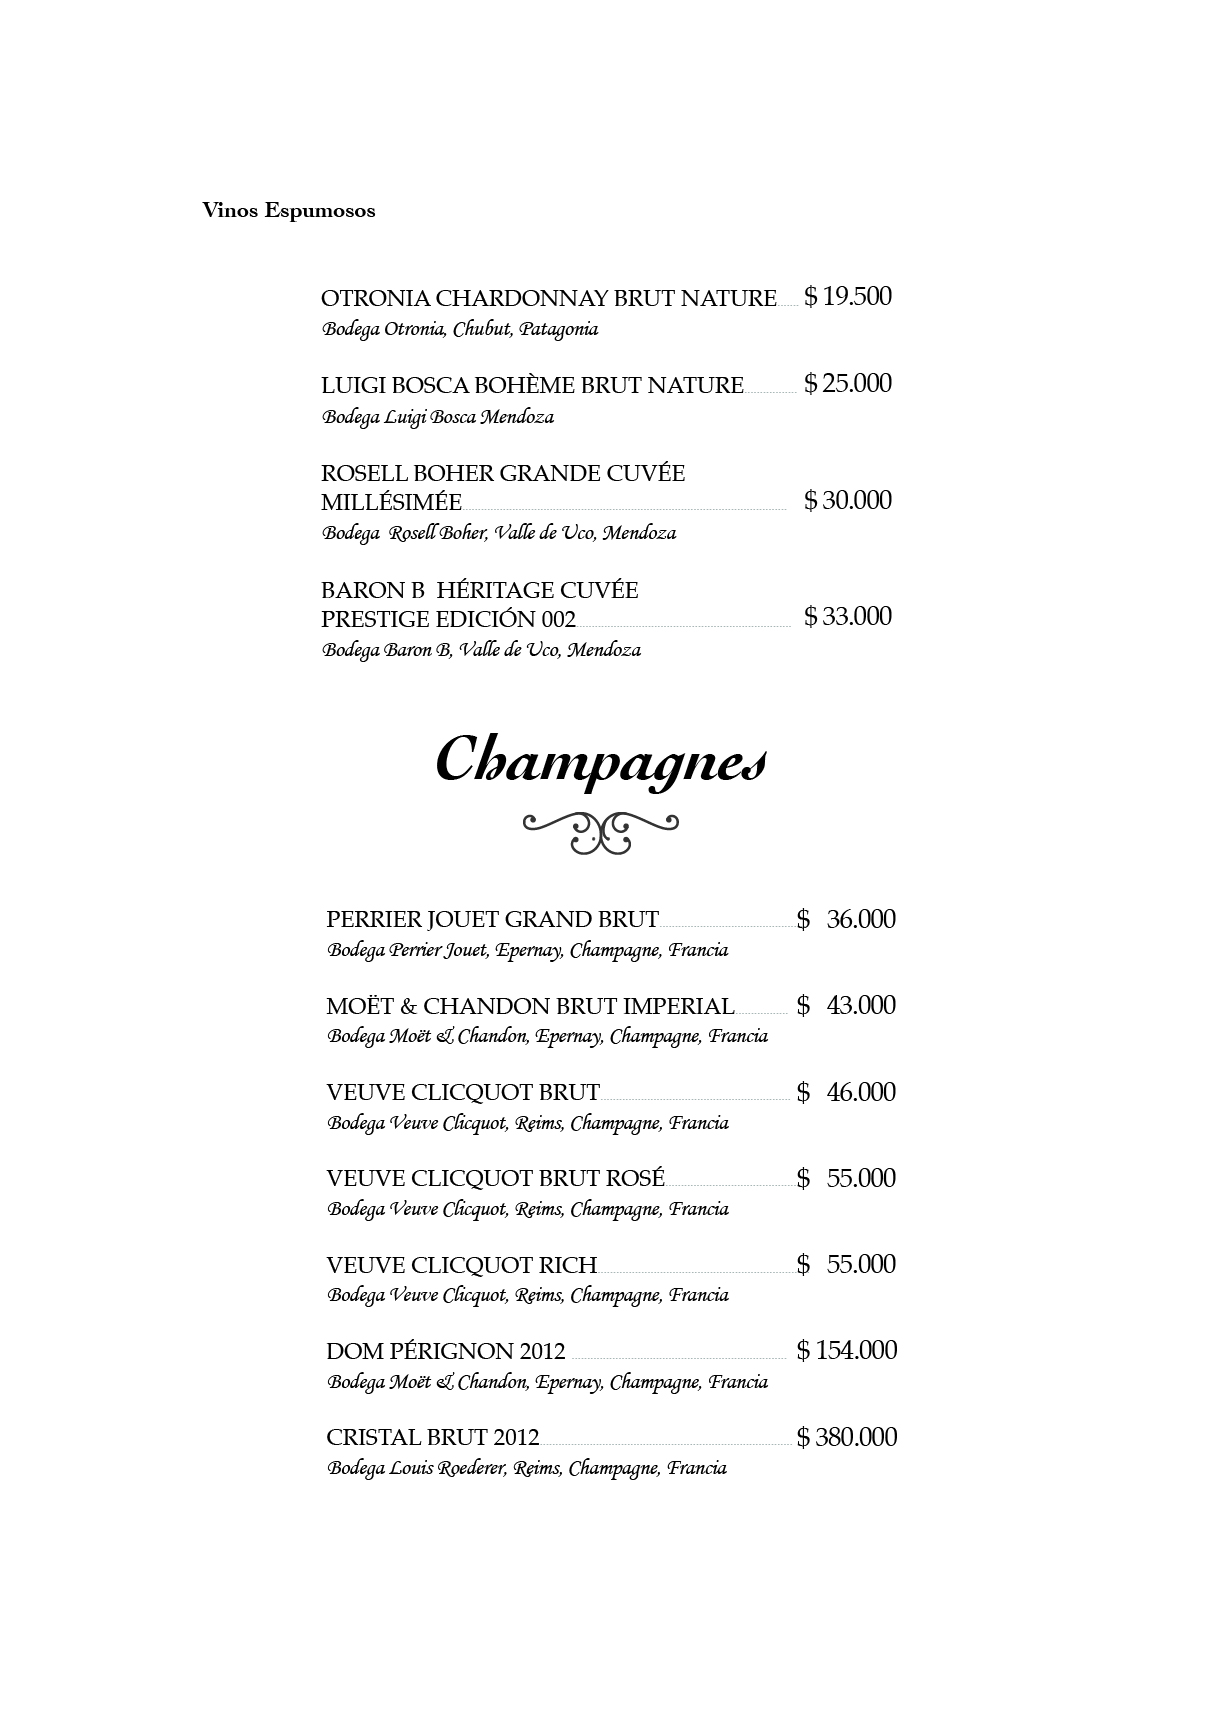 Vinos Espumosos
OTRONIA CHARDONNAY BRUT NATURE...... $ 19.500
Bodega Otronia, Chubut, Patagonia
LUIGI BOSCA BOHÈME BRUT NATURE............... $ 25.000
Bodega Luigi Bosca Mendoza
ROSELL BOHER GRANDE CUVÉE
MILLÉSIMÉE............... $ 30.000
Bodega  Rosell Boher, Valle de Uco, Mendoza
BARON B  HÉRITAGE CUVÉE
PRESTIGE EDICIÓN 002............... $ 33.000
Bodega Baron B, Valle de Uco, Mendoza
Champagnes
PERRIER JOUET GRAND BRUT...............$ 36.000
Bodega Perrier Jouet, Epernay, Champagne, Francia
MOËT & CHANDON BRUT IMPERIAL............... $ 43.000
Bodega Moët & Chandon, Epernay, Champagne, Francia
VEUVE CLICQUOT BRUT............... $ 46.000
Bodega Veuve Clicquot, Reims, Champagne, Francia
VEUVE CLICQUOT BRUT ROSÉ...............$ 55.000
Bodega Veuve Clicquot, Reims, Champagne, Francia
VEUVE CLICQUOT RICH...............$ 55.000
Bodega Veuve Clicquot, Reims, Champagne, Francia
DOM PÉRIGNON 2012 ............... $ 154.000
Bodega Moët & Chandon, Epernay, Champagne, Francia
CRISTAL BRUT 2012............... $ 380.000
Bodega Louis Roederer, Reims, Champagne, Francia